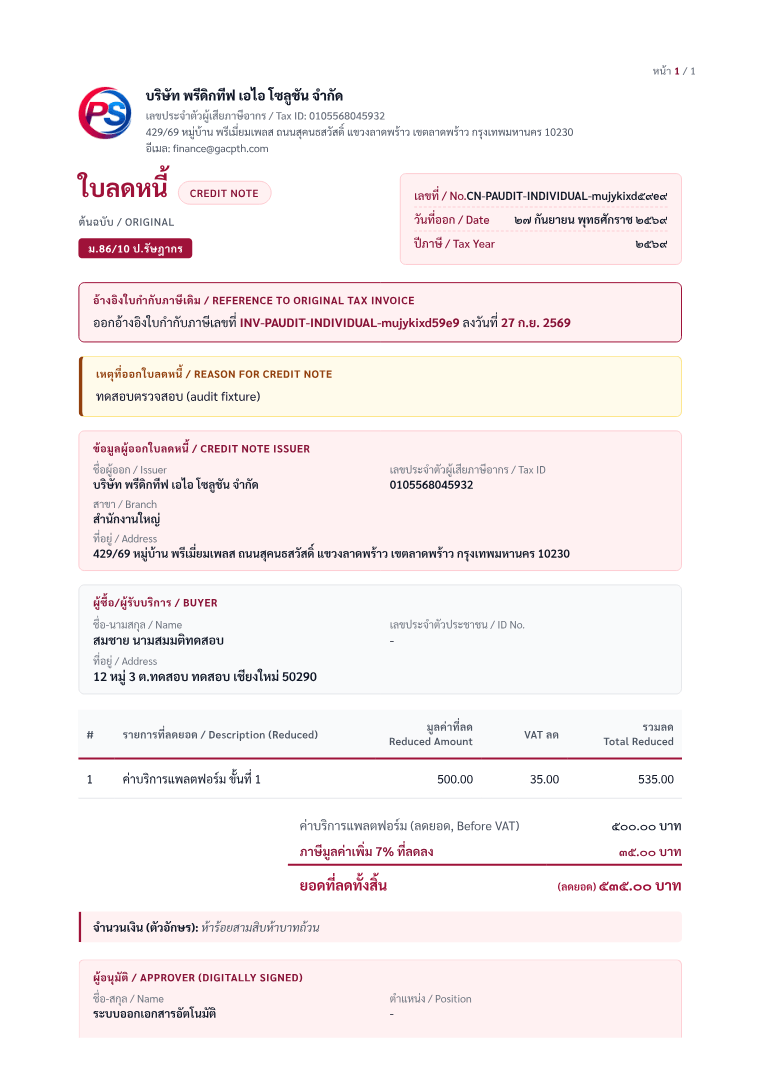 หน้า 1 / 1
PS
บริษัท พรีดิกทีฟ เอไอ โซลูชัน จำกัด
เลขประจำตัวผู้เสียภาษีอากร / Tax ID: 0105568045932
429/69 หมู่บ้าน พรีเมี่ยมเพลส ถนนสุคนธสวัสดิ์ แขวงลาดพร้าว เขตลาดพร้าว กรุงเทพมหานคร 10230
อีเมล: finance@gacpth.com
ใบลดหนี้ CREDIT NOTE
ต้นฉบับ / ORIGINAL
ม.86/10 ป.รัษฎากร
เลขที่ / No.CN-PAUDIT-INDIVIDUAL-mujykixd๕๙e๙
วันที่ออก / Date ๒๗ กันยายน พุทธศักราช ๒๕๖๙
ปีภาษี / Tax Year ๒๕๖๙
อ้างอิงใบกำกับภาษีเดิม / REFERENCE TO ORIGINAL TAX INVOICE
ออกอ้างอิงใบกำกับภาษีเลขที่ INV-PAUDIT-INDIVIDUAL-mujykixd59e9 ลงวันที่ 27 ก.ย. 2569
เหตุที่ออกใบลดหนี้ / REASON FOR CREDIT NOTE
ทดสอบตรวจสอบ (audit fixture)
ข้อมูลผู้ออกใบลดหนี้ / CREDIT NOTE ISSUER
ชื่อผู้ออก / Issuer เลขประจำตัวผู้เสียภาษีอากร / Tax ID
บริษัท พรีดิกทีฟ เอไอ โซลูชัน จำกัด 0105568045932
สาขา / Branch
สำนักงานใหญ่
ที่อยู่ / Address
429/69 หมู่บ้าน พรีเมี่ยมเพลส ถนนสุคนธสวัสดิ์ แขวงลาดพร้าว เขตลาดพร้าว กรุงเทพมหานคร 10230
ผู้ซื้อ/ผู้รับบริการ / BUYER
ชื่อ-นามสกุล / Name เลขประจำตัวประชาชน / ID No.
สมชาย นามสมมติทดสอบ -
ที่อยู่ / Address
12 หมู่ 3 ต.ทดสอบ ทดสอบ เชียงใหม่ 50290
# รายการที่ลดยอด / Description (Reduced) มูลค่าที่ลด Reduced Amount VAT ลด รวมลด Total Reduced
1 ค่าบริการแพลตฟอร์ม ขั้นที่ 1 500.00 35.00 535.00
ค่าบริการแพลตฟอร์ม (ลดยอด, Before VAT) ๕๐๐.๐๐ บาท
ภาษีมูลค่าเพิ่ม 7% ที่ลดลง ๓๕.๐๐ บาท
ยอดที่ลดทั้งสิ้น (ลดยอด) ๕๓๕.๐๐ บาท
จำนวนเงิน (ตัวอักษร): ห้าร้อยสามสิบห้าบาทถ้วน
ผู้อนุมัติ / APPROVER (DIGITALLY SIGNED)
ชื่อ-สกุล / Name ตำแหน่ง / Position
ระบบออกเอกสารอัตโนมัติ -